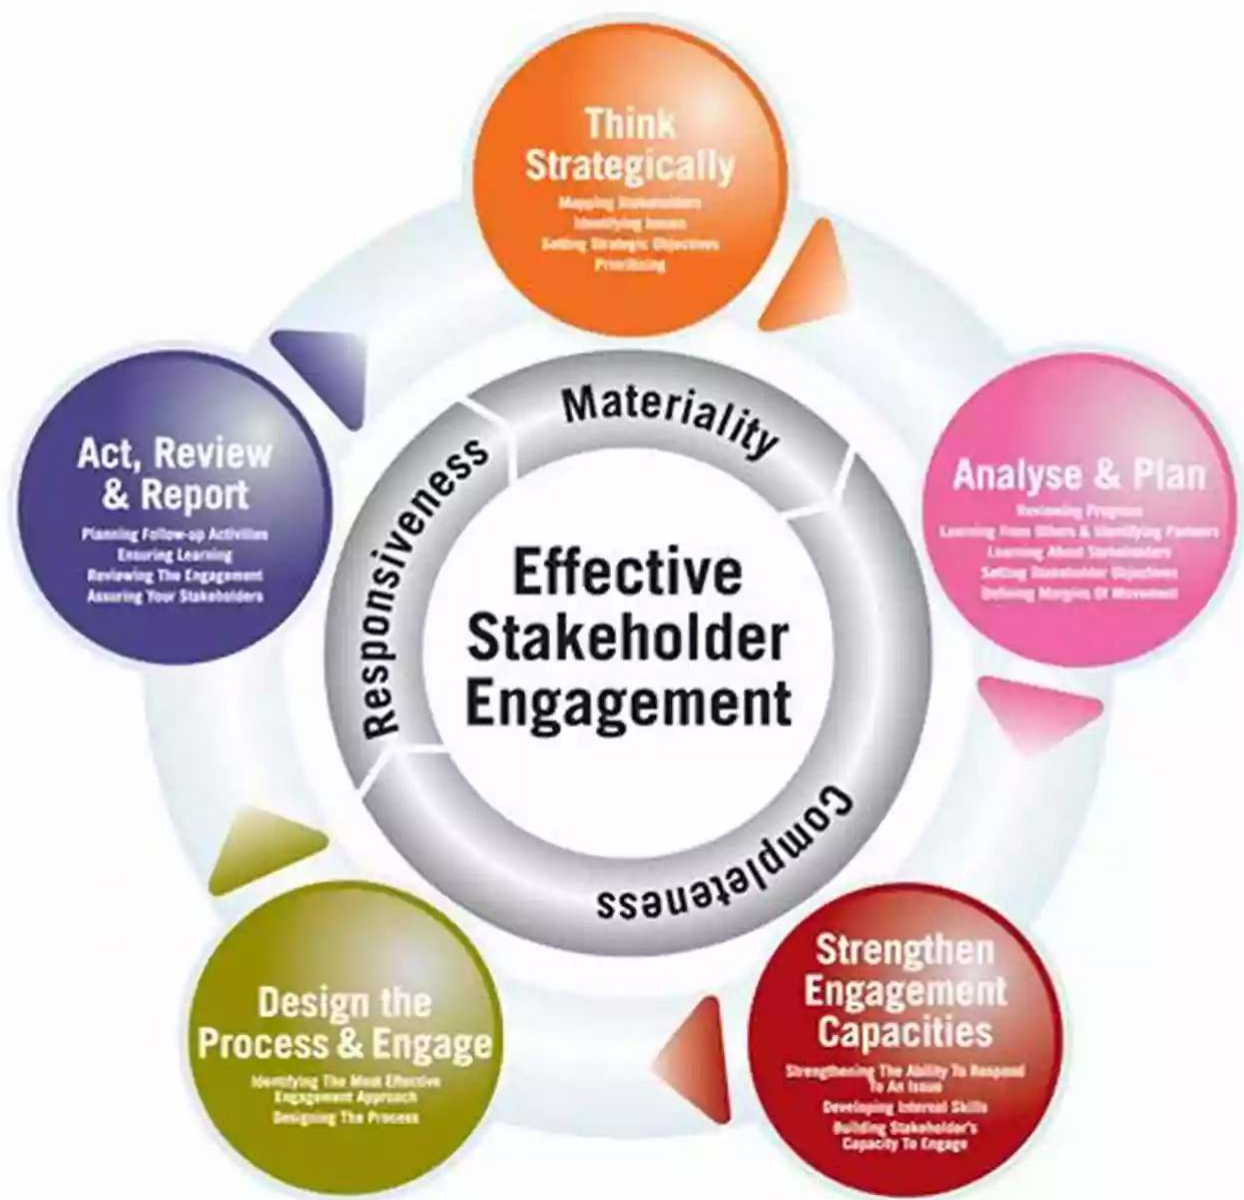 Think
Strategically
Mapping Stakeholders
Identifying Issues
Setting Strategic Objectives
Prioritising
Analyse & Plan
Reviewing Progress
Learning From Others & Identifying Partners
Learning About Stakeholders
Setting Stakeholder Objectives
Defining Margins Of Movement
Strengthen
Engagement
Capacities
Strengthening The Ability To Respond
To An Issue
Developing Internal Skills
Building Stakeholder's
Capacity To Engage
Design the
Process & Engage
Identifying The Most Effective
Engagement Approach
Designing The Process
Act, Review
& Report
Planning Follow-up Activities
Ensuring Learning
Reviewing The Engagement
Assuring Your Stakeholders
Materiality
Completeness
Responsiveness
Effective
Stakeholder
Engagement